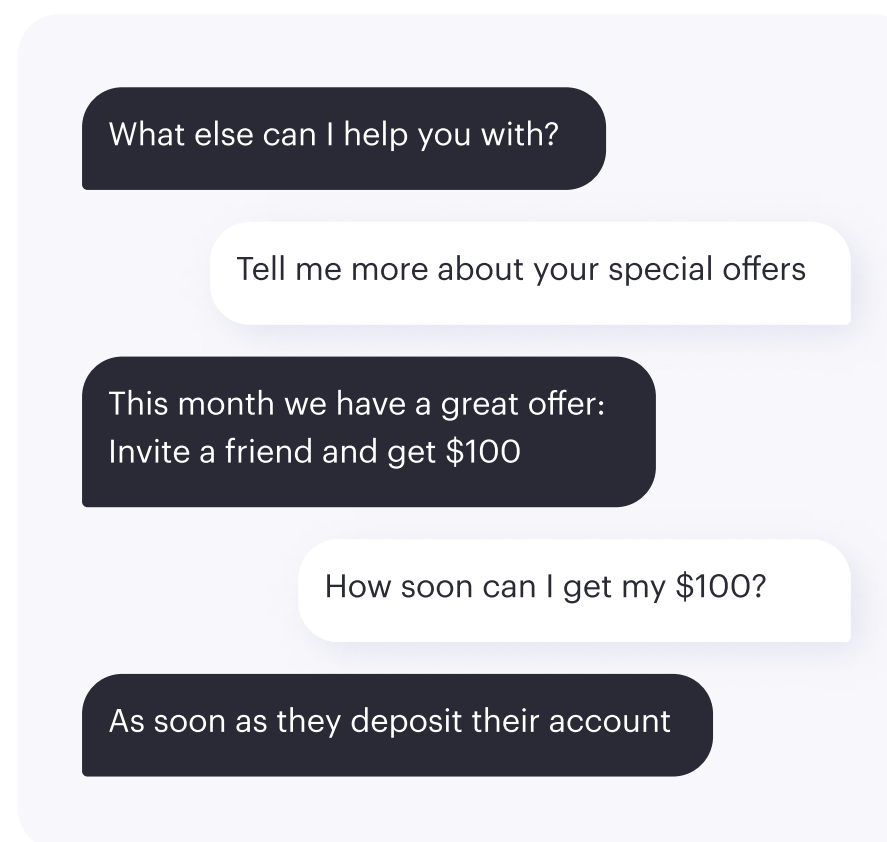 What else can I help you with?
Tell me more about your special offers
This month we have a great offer:
Invite a friend and get $100
How soon can I get my $100?
As soon as they deposit their account